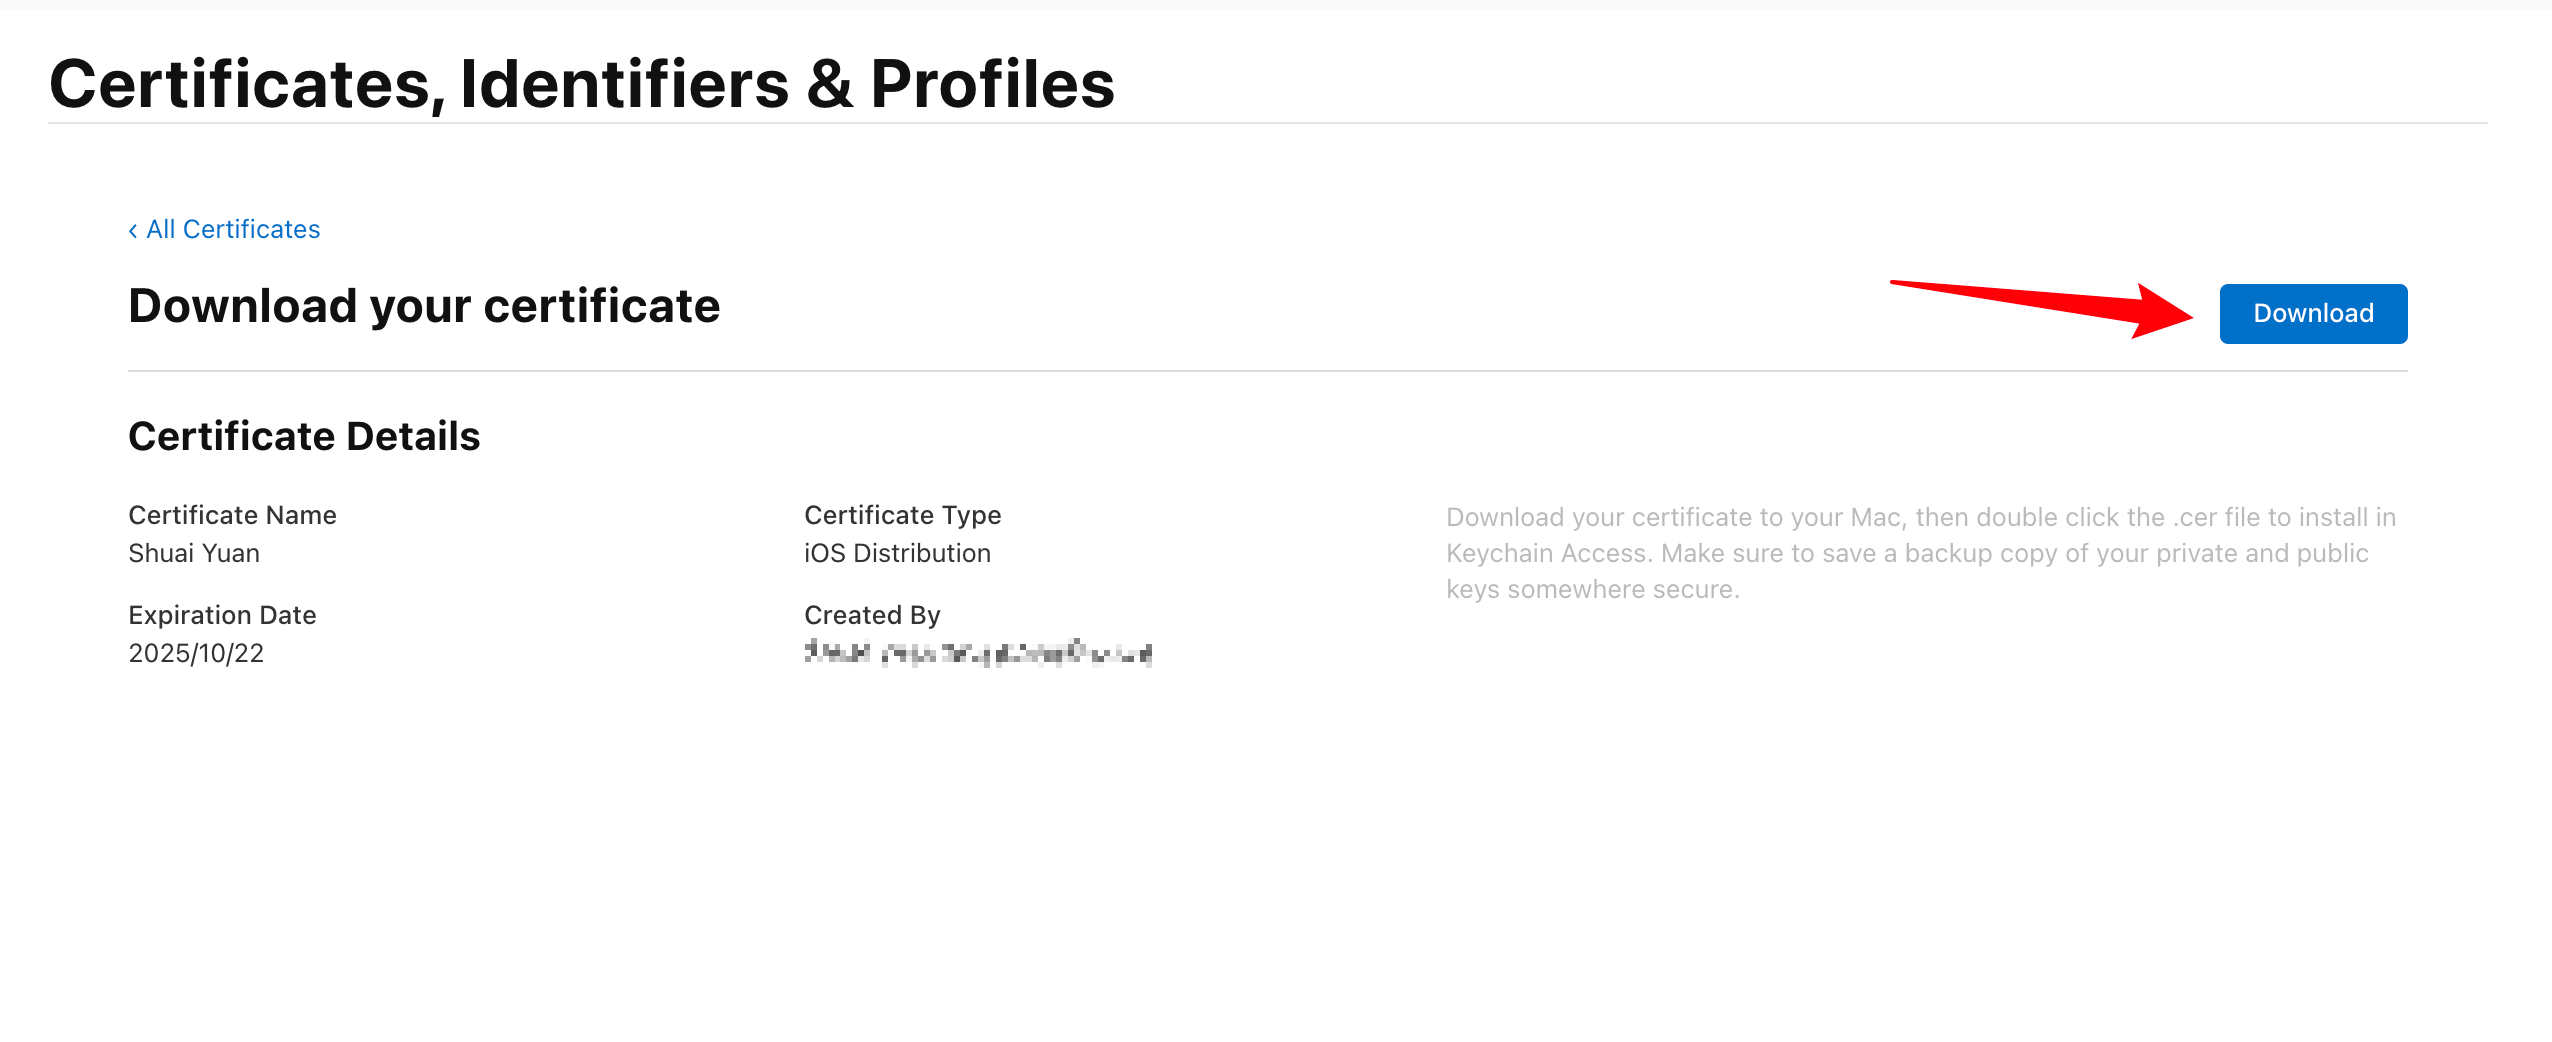 Certificates, Identifiers & Profiles
‹ All Certificates
Download your certificate
Download
Certificate Details
Certificate Name
Shuai Yuan
Certificate Type
iOS Distribution
Download your certificate to your Mac, then double click the .cer file to install in
Keychain Access. Make sure to save a backup copy of your private and public
keys somewhere secure.
Expiration Date
2025/10/22
Created By